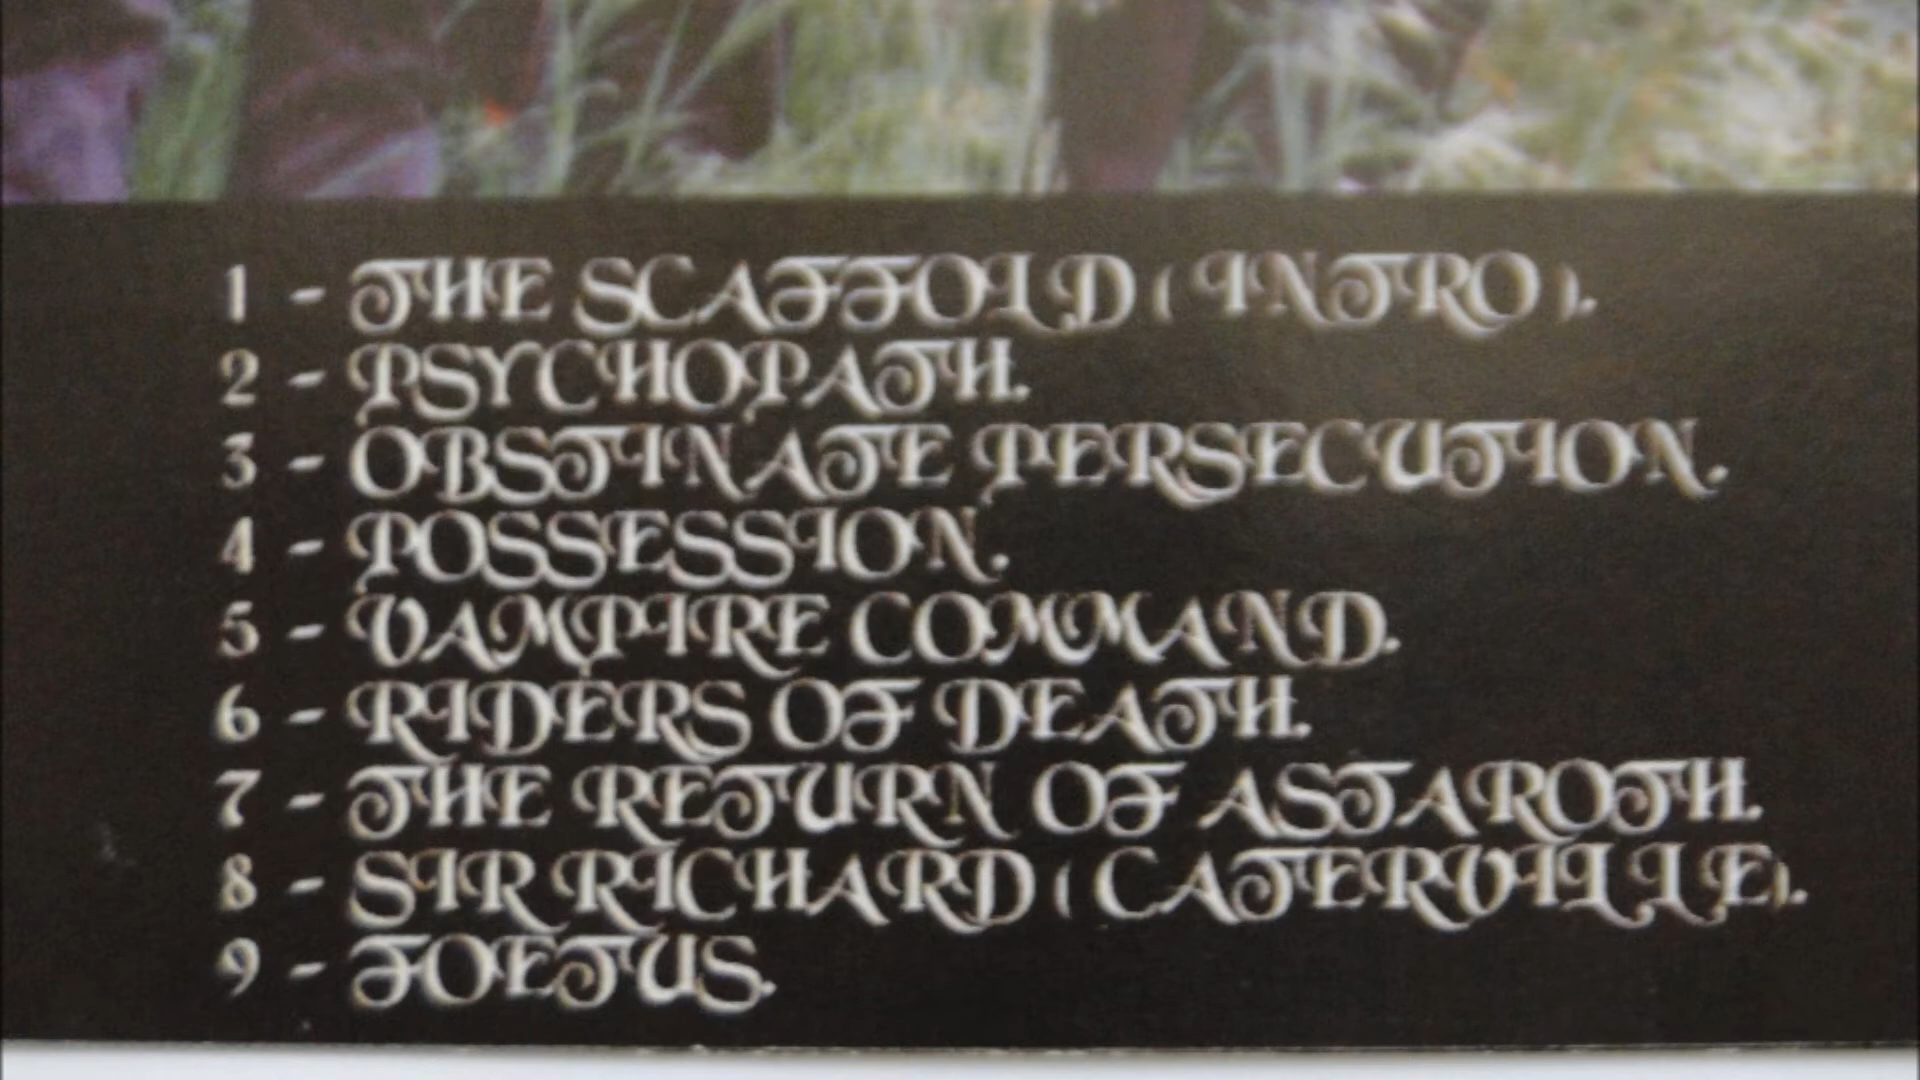 1 - THE SCAFFOLD ( INTRO ).
2 - PSYCHOPATH.
3 - OBSTINATE PERSECUTION.
4 - POSSESSION.
5 - VAMPIRE COMMAND.
6 - RIDERS OF DEATH.
7 - THE RETURN OF ASTAROTH.
8 - SIR RICHARD ( CATERVILLE).
9 - FOETUS.